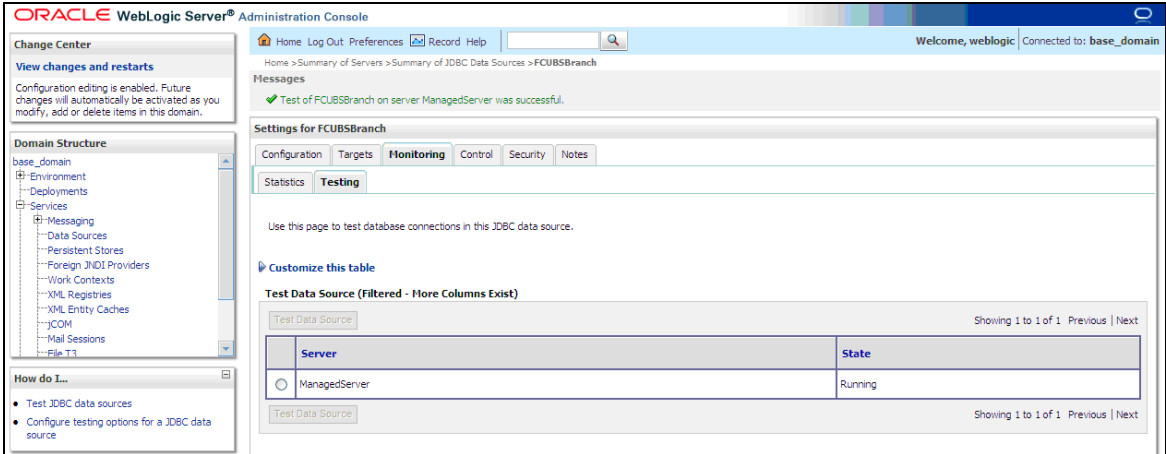 ORACLE WebLogic Server® Administration Console
Change Center
View changes and restarts
Configuration editing is enabled. Future
changes will automatically be activated as you
modify, add or delete items in this domain.
Domain Structure
base_domain
Environment
Deployments
Services
Messaging
Data Sources
Persistent Stores
Foreign JNDI Providers
Work Contexts
XML Registries
XML Entity Caches
jCOM
Mail Sessions
File T3
How do I...
Test JDBC data sources
Configure testing options for a JDBC data
source
Home Log Out Preferences Record Help
Welcome, weblogic Connected to: base_domain
Home >Summary of Servers >Summary of JDBC Data Sources >FCUBSBranch
Messages
Test of FCUBSBranch on server ManagedServer was successful.
Settings for FCUBSBranch
Configuration Targets Monitoring Control Security Notes
Statistics Testing
Use this page to test database connections in this JDBC data source.
Customize this table
Test Data Source (Filtered - More Columns Exist)
Test Data Source Showing 1 to 1 of 1 Previous | Next
Server State
ManagedServer Running
Test Data Source Showing 1 to 1 of 1 Previous | Next